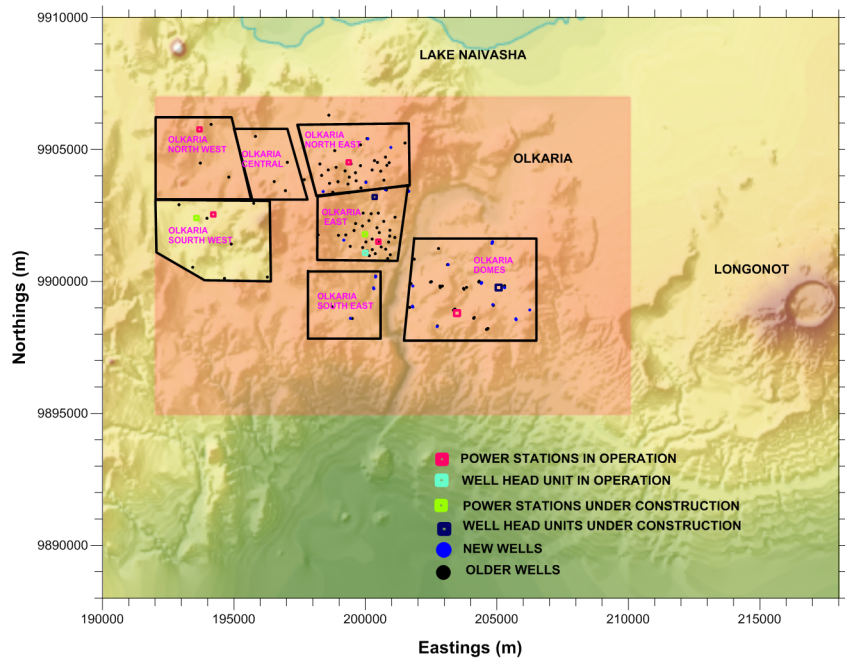 9910000
LAKE NAIVASHA
OLKARIA
NORTH WEST
OLKARIA
CENTRAL
OLKARIA
NORTH EAST
9905000
OLKARIA
OLKARIA
EAST
OLKARIA
SOURTH WEST
OLKARIA
DOMES
LONGONOT
9900000
OLKARIA
SOUTH EAST
Northings (m)
9895000
POWER STATIONS IN OPERATION
WELL HEAD UNIT IN OPERATION
POWER STATIONS UNDER CONSTRUCTION
WELL HEAD UNITS UNDER CONSTRUCTION
NEW WELLS
OLDER WELLS
9890000
190000
195000
200000
205000
210000
215000
Eastings (m)